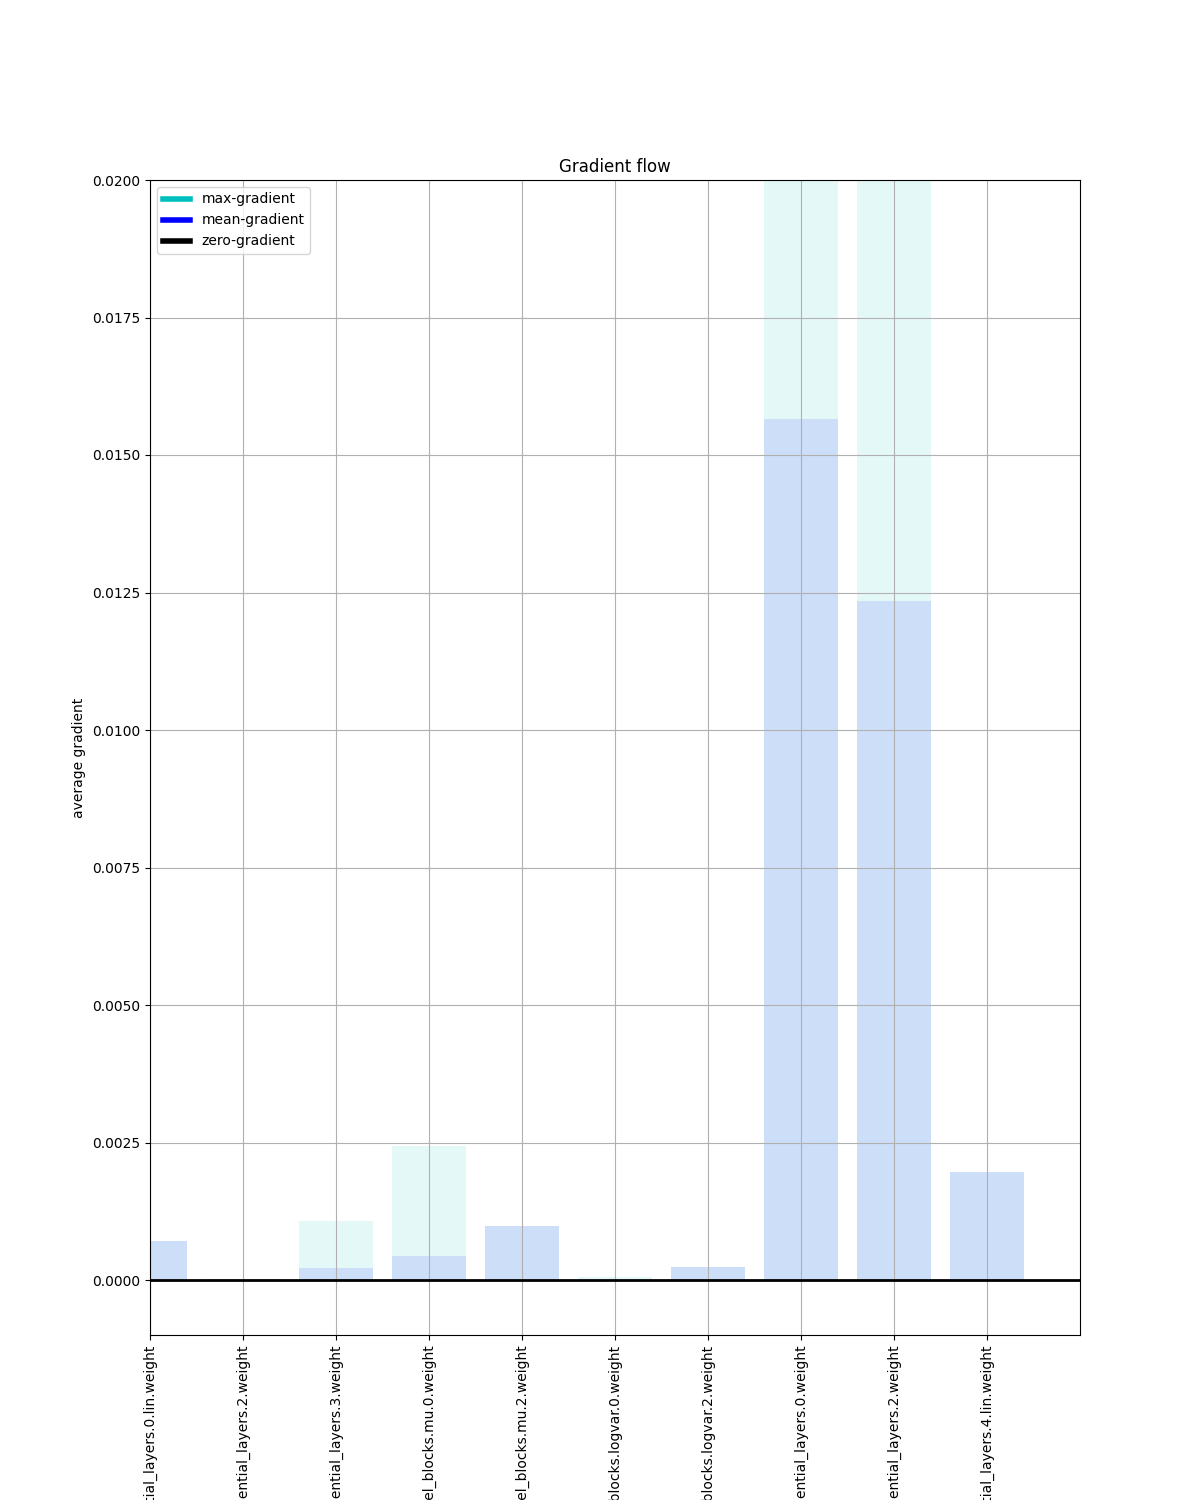 Gradient flow
max-gradient
mean-gradient
zero-gradient
average gradient
0.0200
0.0175
0.0150
0.0125
0.0100
0.0075
0.0050
0.0025
0.0000
tial_layers.0.lin.weight
ential_layers.2.weight
ential_layers.3.weight
el_blocks.mu.0.weight
el_blocks.mu.2.weight
blocks.logvar.0.weight
blocks.logvar.2.weight
ential_layers.0.weight
ential_layers.2.weight
tial_layers.4.lin.weight